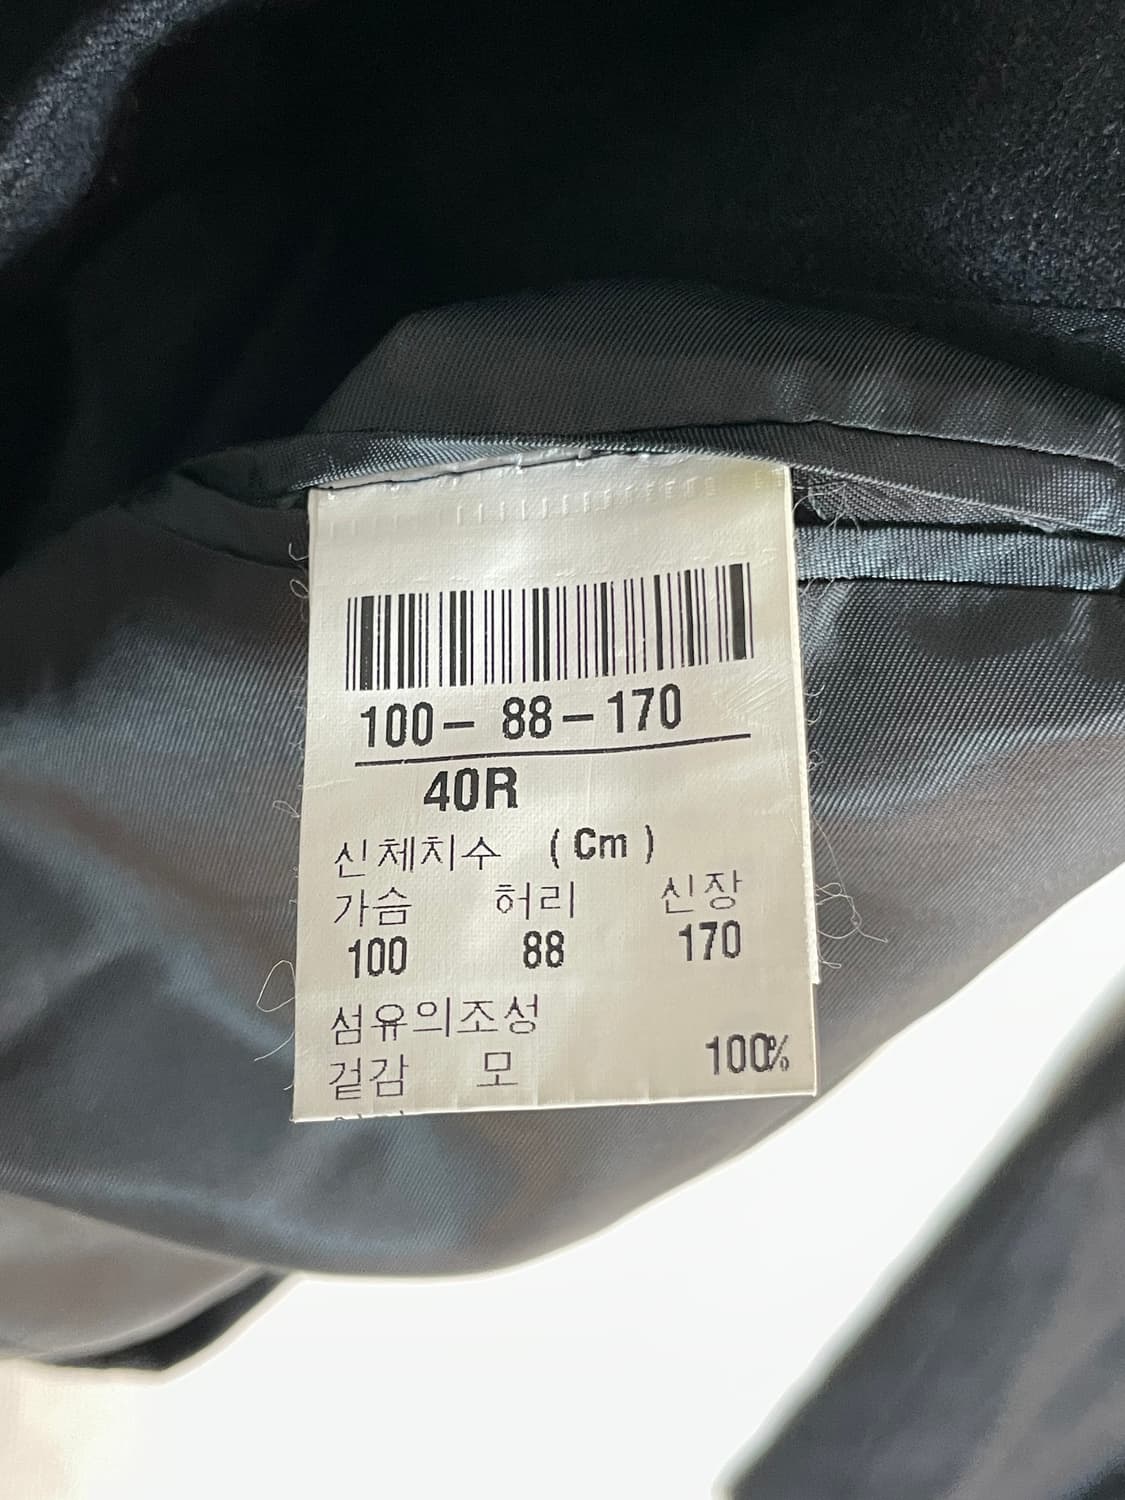 100- 88-170
40R
신체치수 (Cm)
가슴 허리 신장
100 88 170
섬유의조성
겉감 모 100%